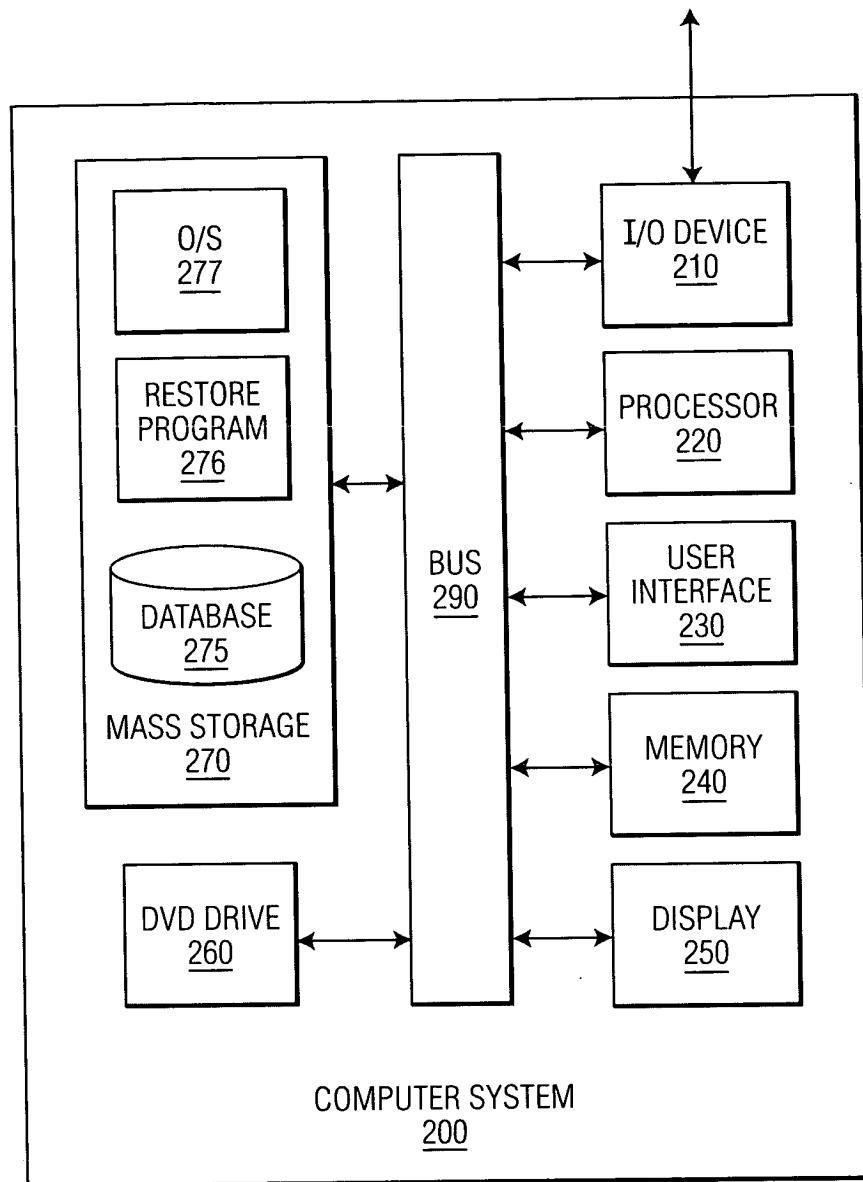 O/S
277
RESTORE
PROGRAM
276
DATABASE
275
MASS STORAGE
270
DVD DRIVE
260
BUS
290
I/O DEVICE
210
PROCESSOR
220
USER
INTERFACE
230
MEMORY
240
DISPLAY
250
COMPUTER SYSTEM
200